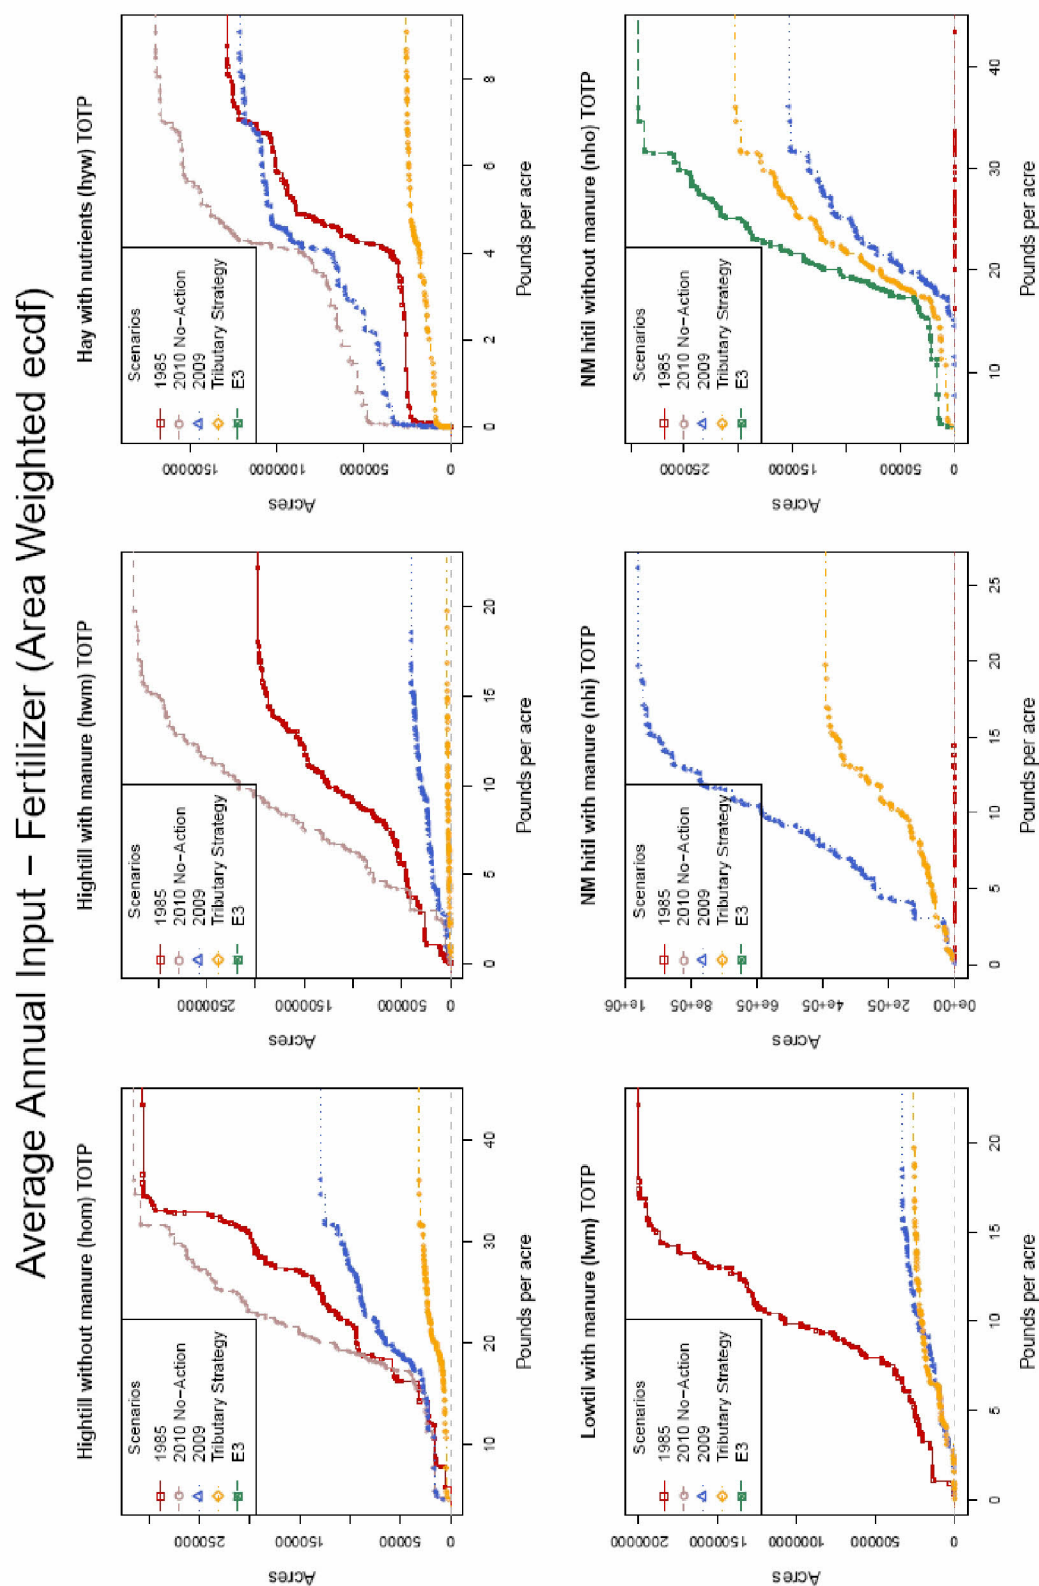 Average Annual Input – Fertilizer (Area Weighted ecdf)
Hightill without manure (hom) TOTP
Acres
250000
150000
50000
0
Scenarios
1985
2010 No−Action
2009
Tributary Strategy
E3
10
20
30
40
Pounds per acre
Hightill with manure (hwm) TOTP
Acres
2500000
1500000
500000
0
Scenarios
1985
2010 No−Action
2009
Tributary Strategy
E3
0
5
10
15
20
Pounds per acre
Hay with nutrients (hyw) TOTP
Acres
1500000
1000000
500000
0
Scenarios
1985
2010 No−Action
2009
Tributary Strategy
E3
0
2
4
6
8
Pounds per acre
Lowtil with manure (lwm) TOTP
Acres
2000000
1500000
1000000
500000
0
Scenarios
1985
2010 No−Action
2009
Tributary Strategy
E3
0
5
10
15
20
Pounds per acre
NM hitil with manure (nhi) TOTP
Acres
1e+06
8e+05
6e+05
4e+05
2e+05
0e+00
Scenarios
1985
2010 No−Action
2009
Tributary Strategy
E3
0
5
10
15
20
25
Pounds per acre
NM hitil without manure (nho) TOTP
Acres
250000
150000
50000
0
Scenarios
1985
2010 No−Action
2009
Tributary Strategy
E3
10
20
30
40
Pounds per acre